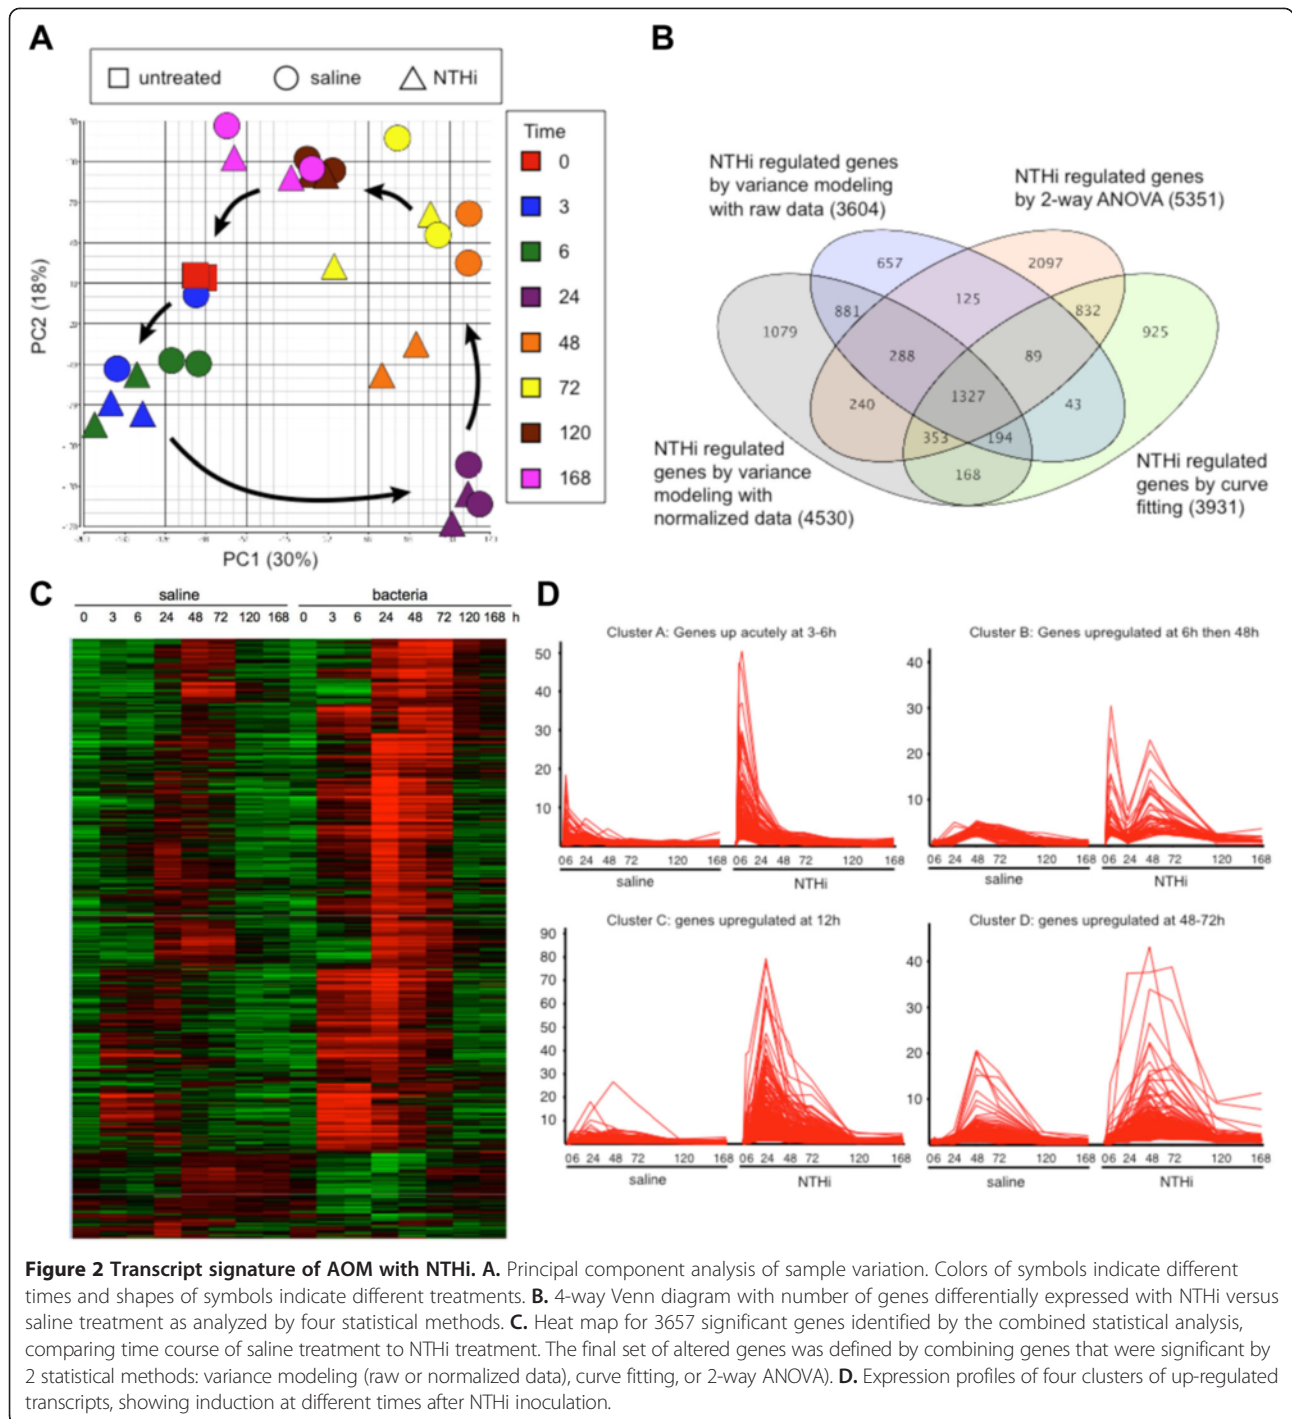 A
untreated saline NTHi
Time
0
3
6
24
48
72
120
168
PC2 (18%)
PC1 (30%)
B
NTHi regulated genes
by variance modeling
with raw data (3604)
NTHi regulated genes
by 2-way ANOVA (5351)
657
2097
125
881
832
1079
925
288
89
1327
240
43
353
194
168
NTHi regulated
genes by variance
modeling with
normalized data (4530)
NTHi regulated
genes by curve
fitting (3931)
C
saline bacteria
0 3 6 24 48 72 120 168 0 3 6 24 48 72 120 168 h
D
Cluster A: Genes up acutely at 3-6h
50
40
30
20
10
06 24 48 72 120 168 06 24 48 72 120 168
saline NTHi
Cluster B: Genes upregulated at 6h then 48h
40
30
20
10
06 24 48 72 120 168 06 24 48 72 120 168
saline NTHi
Cluster C: genes upregulated at 12h
90
80
70
60
50
40
30
20
10
06 24 48 72 120 168 06 24 48 72 120 168
saline NTHi
Cluster D: genes upregulated at 48-72h
40
30
20
10
06 24 48 72 120 168 06 24 48 72 120 168
saline NTHi
Figure 2 Transcript signature of AOM with NTHi. A. Principal component analysis of sample variation. Colors of symbols indicate different
times and shapes of symbols indicate different treatments. B. 4-way Venn diagram with number of genes differentially expressed with NTHi versus
saline treatment as analyzed by four statistical methods. C. Heat map for 3657 significant genes identified by the combined statistical analysis,
comparing time course of saline treatment to NTHi treatment. The final set of altered genes was defined by combining genes that were significant by
2 statistical methods: variance modeling (raw or normalized data), curve fitting, or 2-way ANOVA). D. Expression profiles of four clusters of up-regulated
transcripts, showing induction at different times after NTHi inoculation.